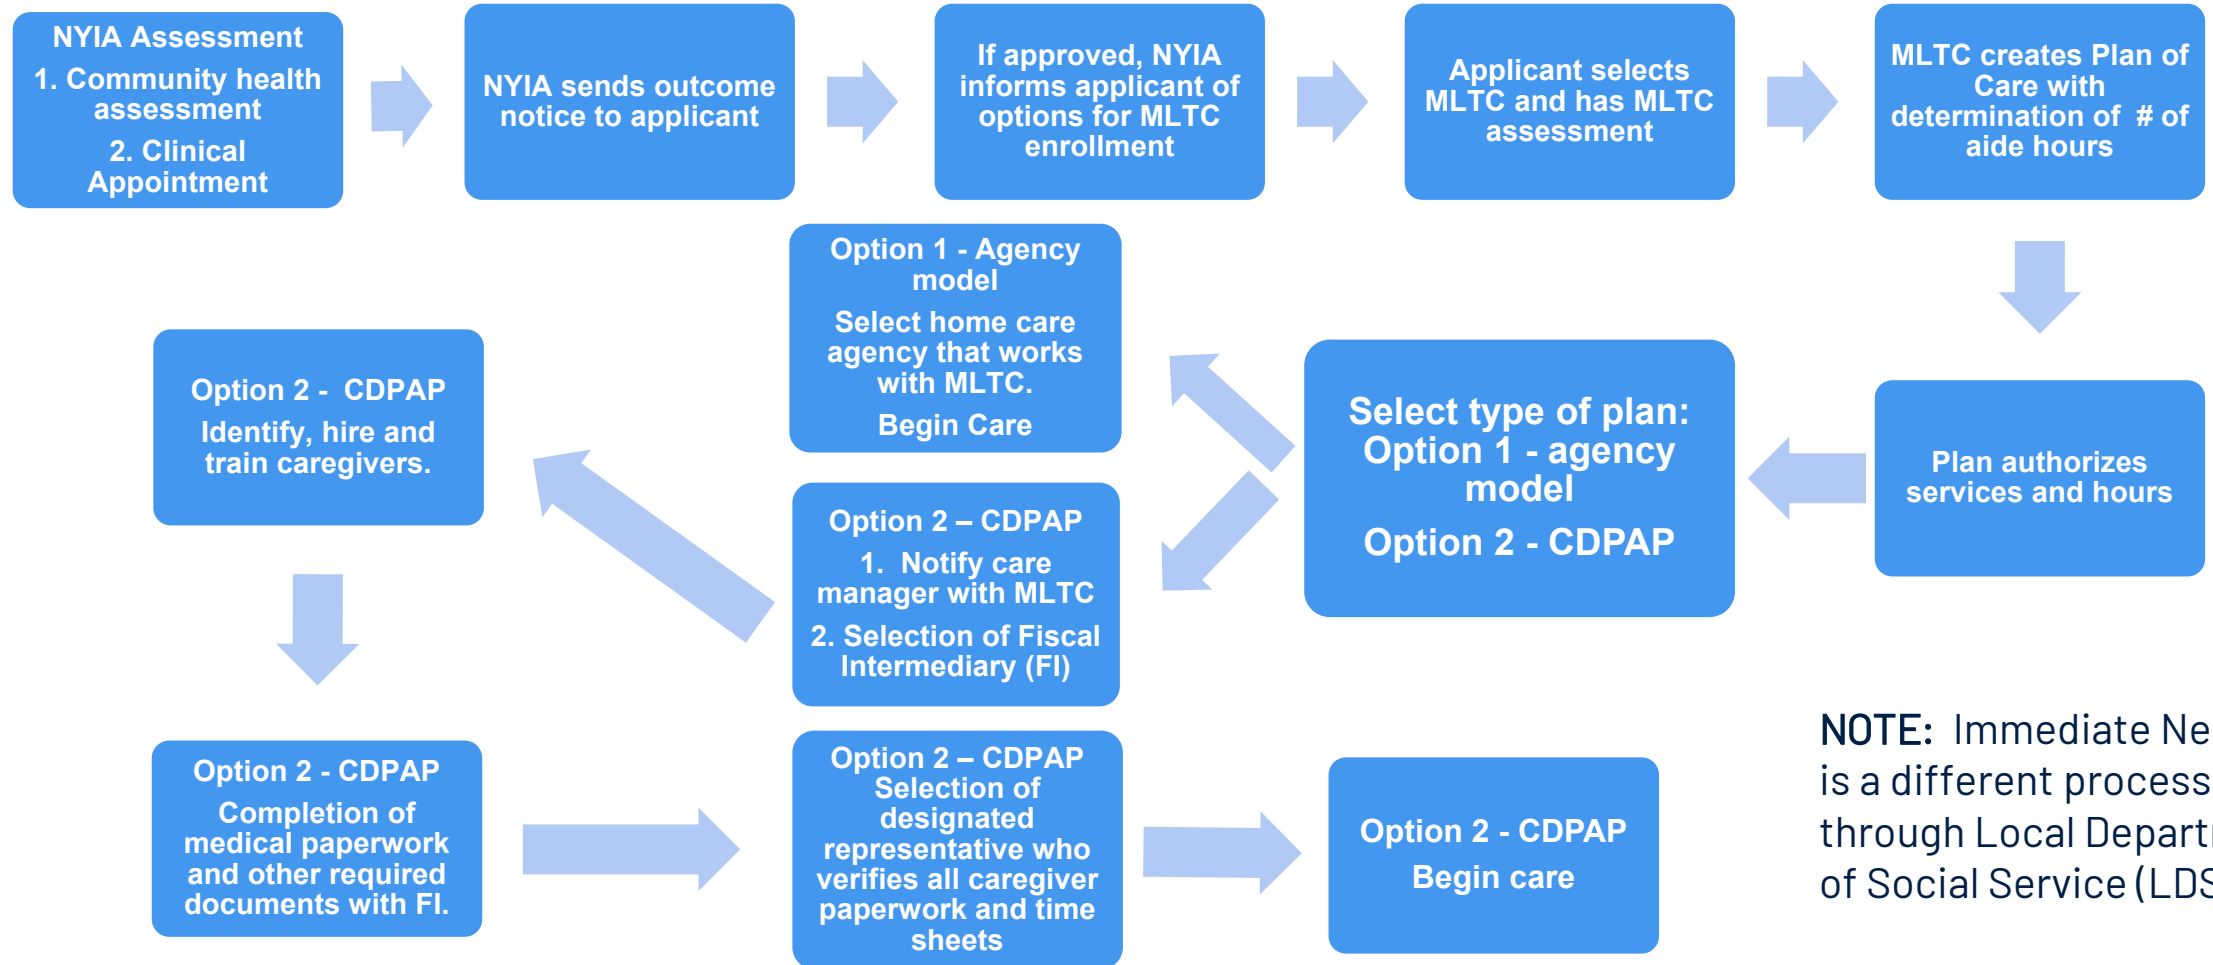 NYIA Assessment
1. Community health
assessment
2. Clinical
Appointment
NYIA sends outcome
notice to applicant
If approved, NYIA
informs applicant of
options for MLTC
enrollment
Applicant selects
MLTC and has MLTC
assessment
MLTC creates Plan of
Care with
determination of # of
aide hours
Plan authorizes
services and hours
Select type of plan:
Option 1 - agency
model
Option 2 - CDPAP
Option 1 - Agency
model
Select home care
agency that works
with MLTC.
Begin Care
Option 2 – CDPAP
1. Notify care
manager with MLTC
2. Selection of Fiscal
Intermediary (FI)
Option 2 - CDPAP
Identify, hire and
train caregivers.
Option 2 - CDPAP
Completion of
medical paperwork
and other required
documents with FI.
Option 2 – CDPAP
Selection of
designated
representative who
verifies all caregiver
paperwork and time
sheets
Option 2 - CDPAP
Begin care
NOTE: Immediate Ne
is a different process
through Local Depart
of Social Service (LDS